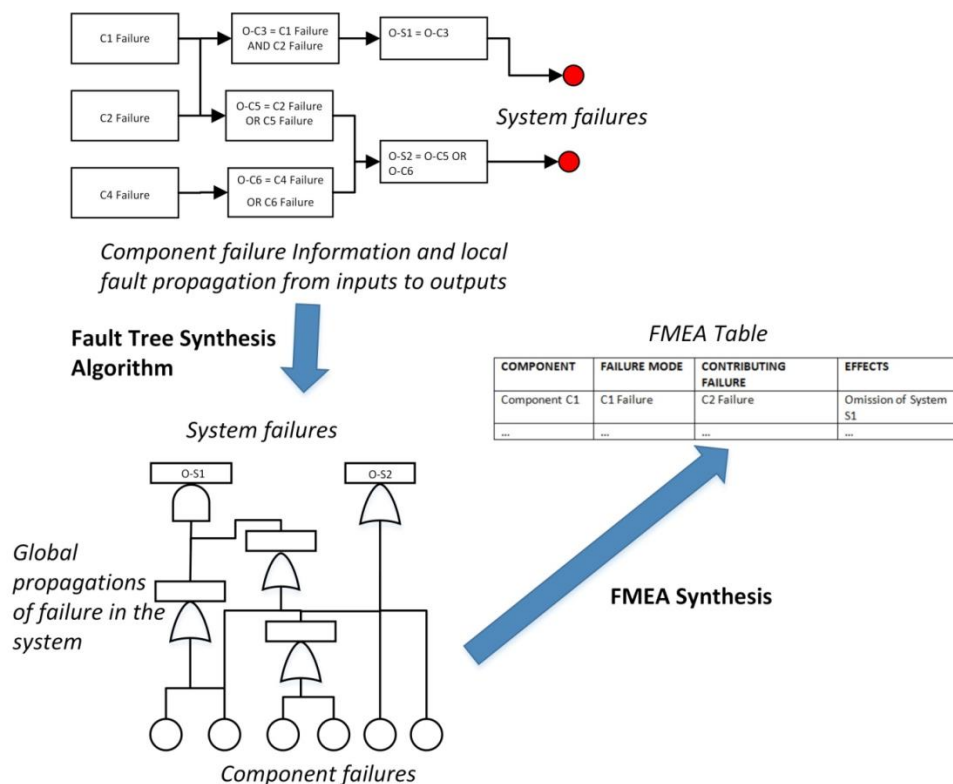 C1 Failure
O-C3 = C1 Failure
AND C2 Failure
O-S1 = O-C3
C2 Failure
O-C5 = C2 Failure
OR C5 Failure
System failures
O-S2 = O-C5 OR
O-C6
C4 Failure
O-C6 = C4 Failure
OR C6 Failure
Component failure Information and local
fault propagation from inputs to outputs
Fault Tree Synthesis
Algorithm
FMEA Table
COMPONENT FAILURE MODE CONTRIBUTING FAILURE EFFECTS
Component C1 C1 Failure C2 Failure Omission of System S1
... ... ... ...
System failures
O-S1
O-S2
Global
propagations
of failure in the
system
FMEA Synthesis
Component failures